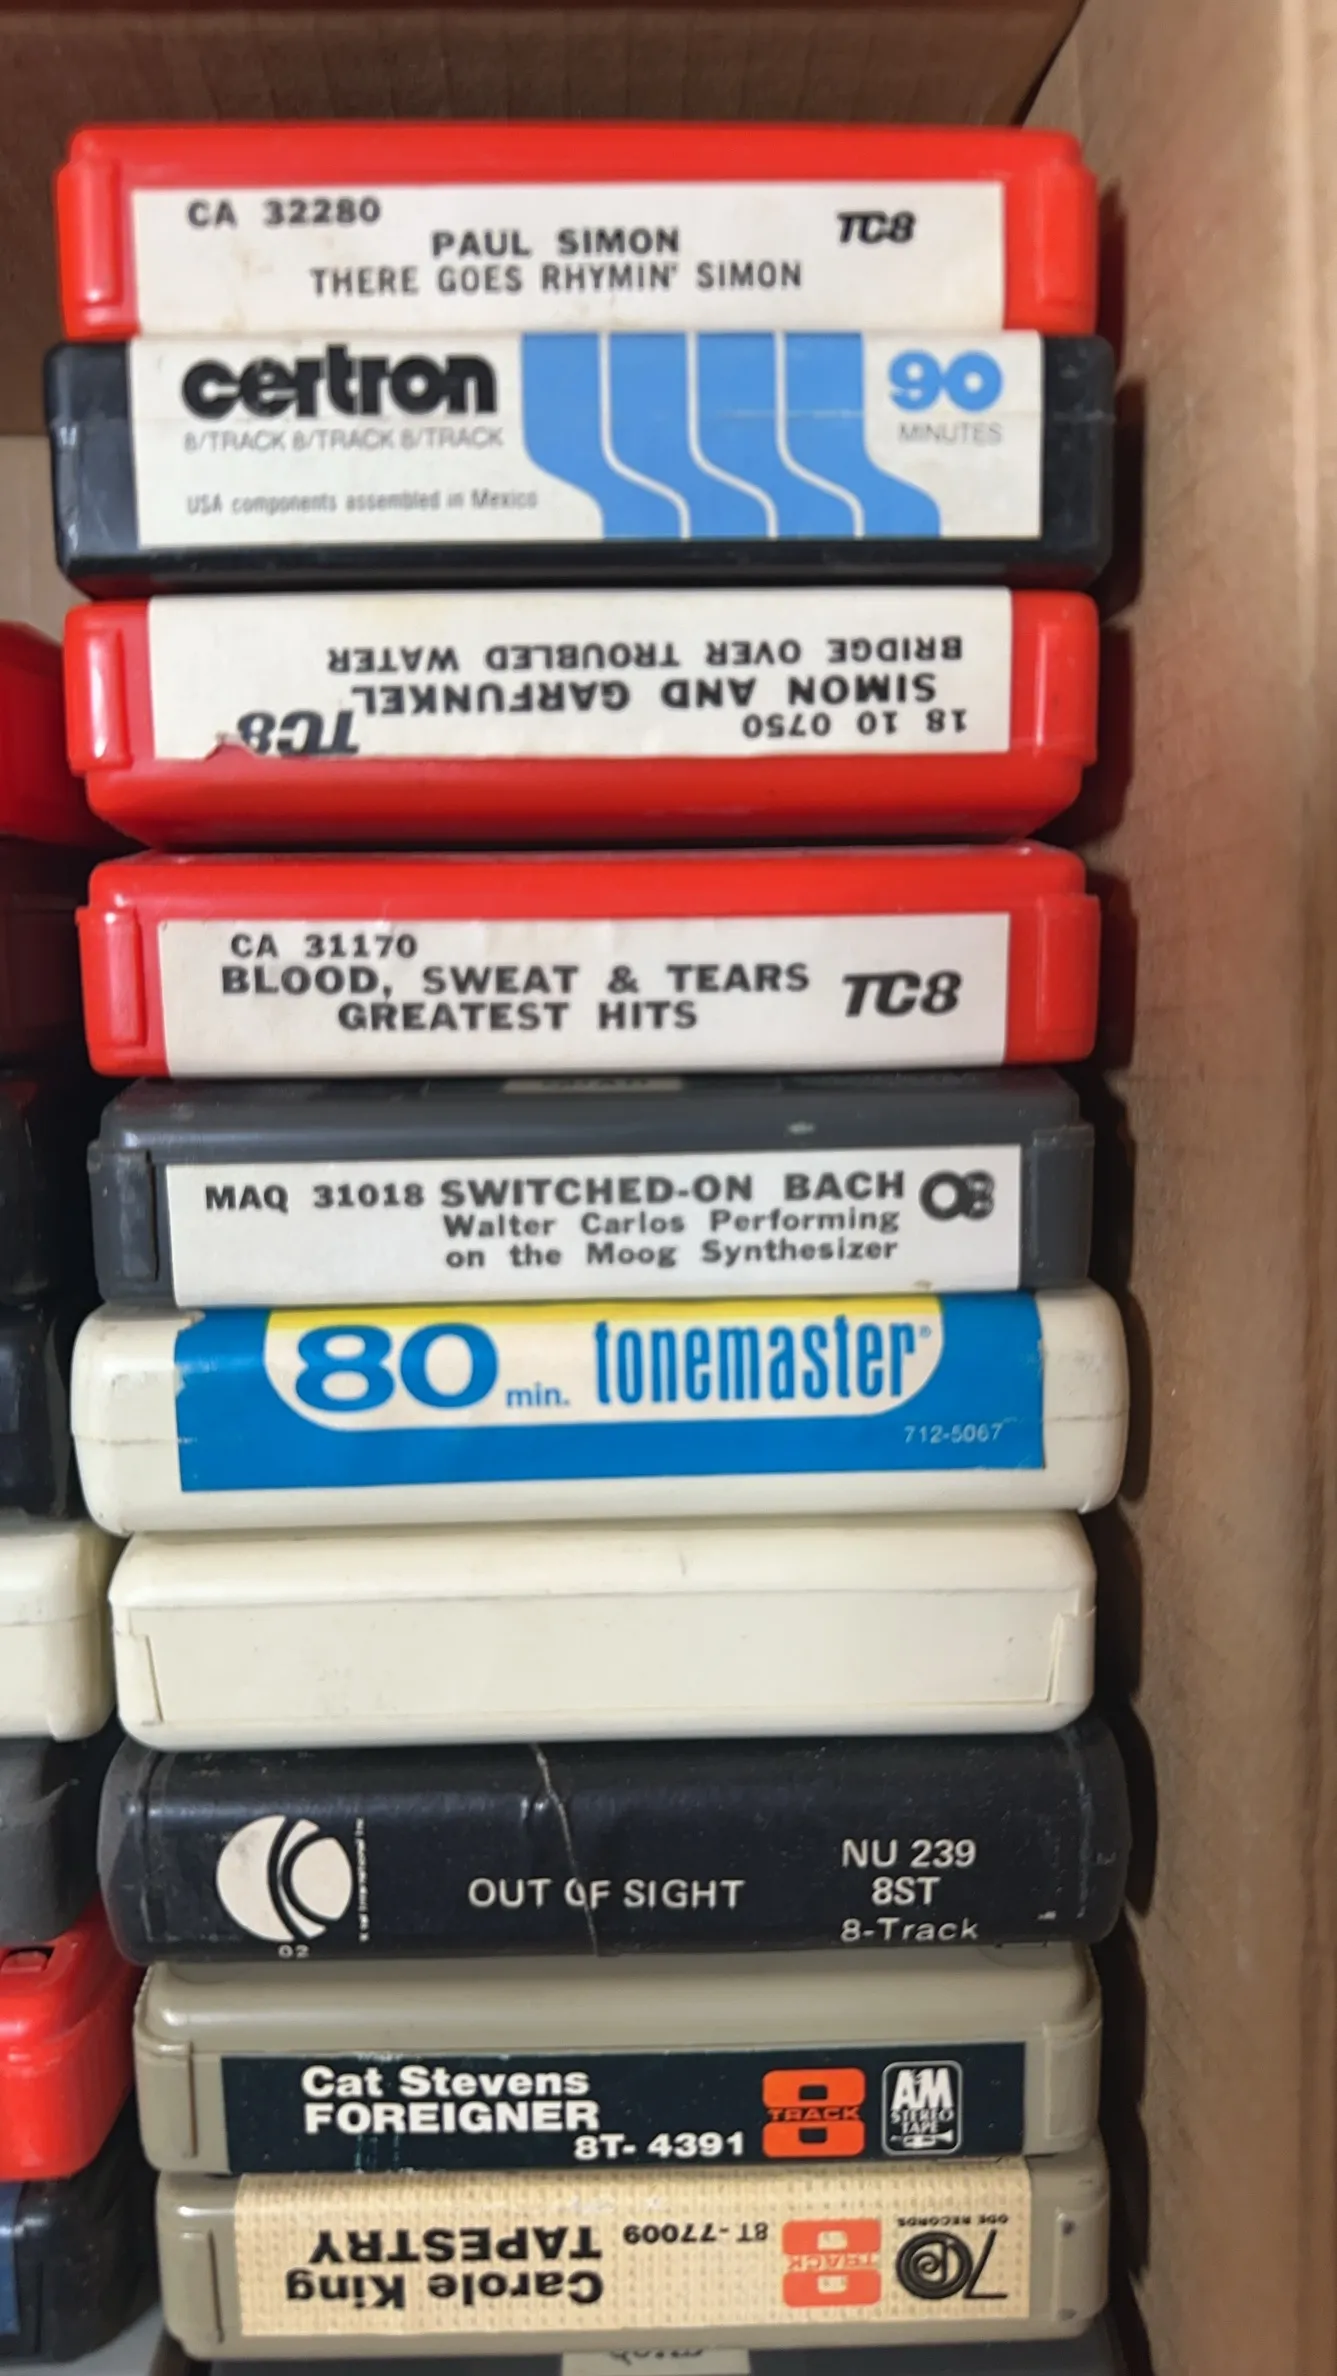 CA 32280
TC8
PAUL SIMON
THERE GOES RHYMIN' SIMON
certron
90
MINUTES
8/TRACK 8/TRACK 8/TRACK
USA components assembled in Mexico
18 10 0750
SIMON AND GARFUNKEL
TC8
BRIDGE OVER TROUBLED WATER
CA 31170
BLOOD, SWEAT & TEARS
GREATEST HITS
TC8
MAQ 31018 SWITCHED-ON BACH
Walter Carlos Performing
on the Moog Synthesizer
80 min. tonemaster®
712-5067
OUT OF SIGHT
NU 239
8ST
8-Track
02
Cat Stevens
FOREIGNER
8T- 4391
8 TRACK
A&M
STEREO
TAPE
Carole King
TAPESTRY
8T-77009
8 TRACK
ODE RECORDS
70